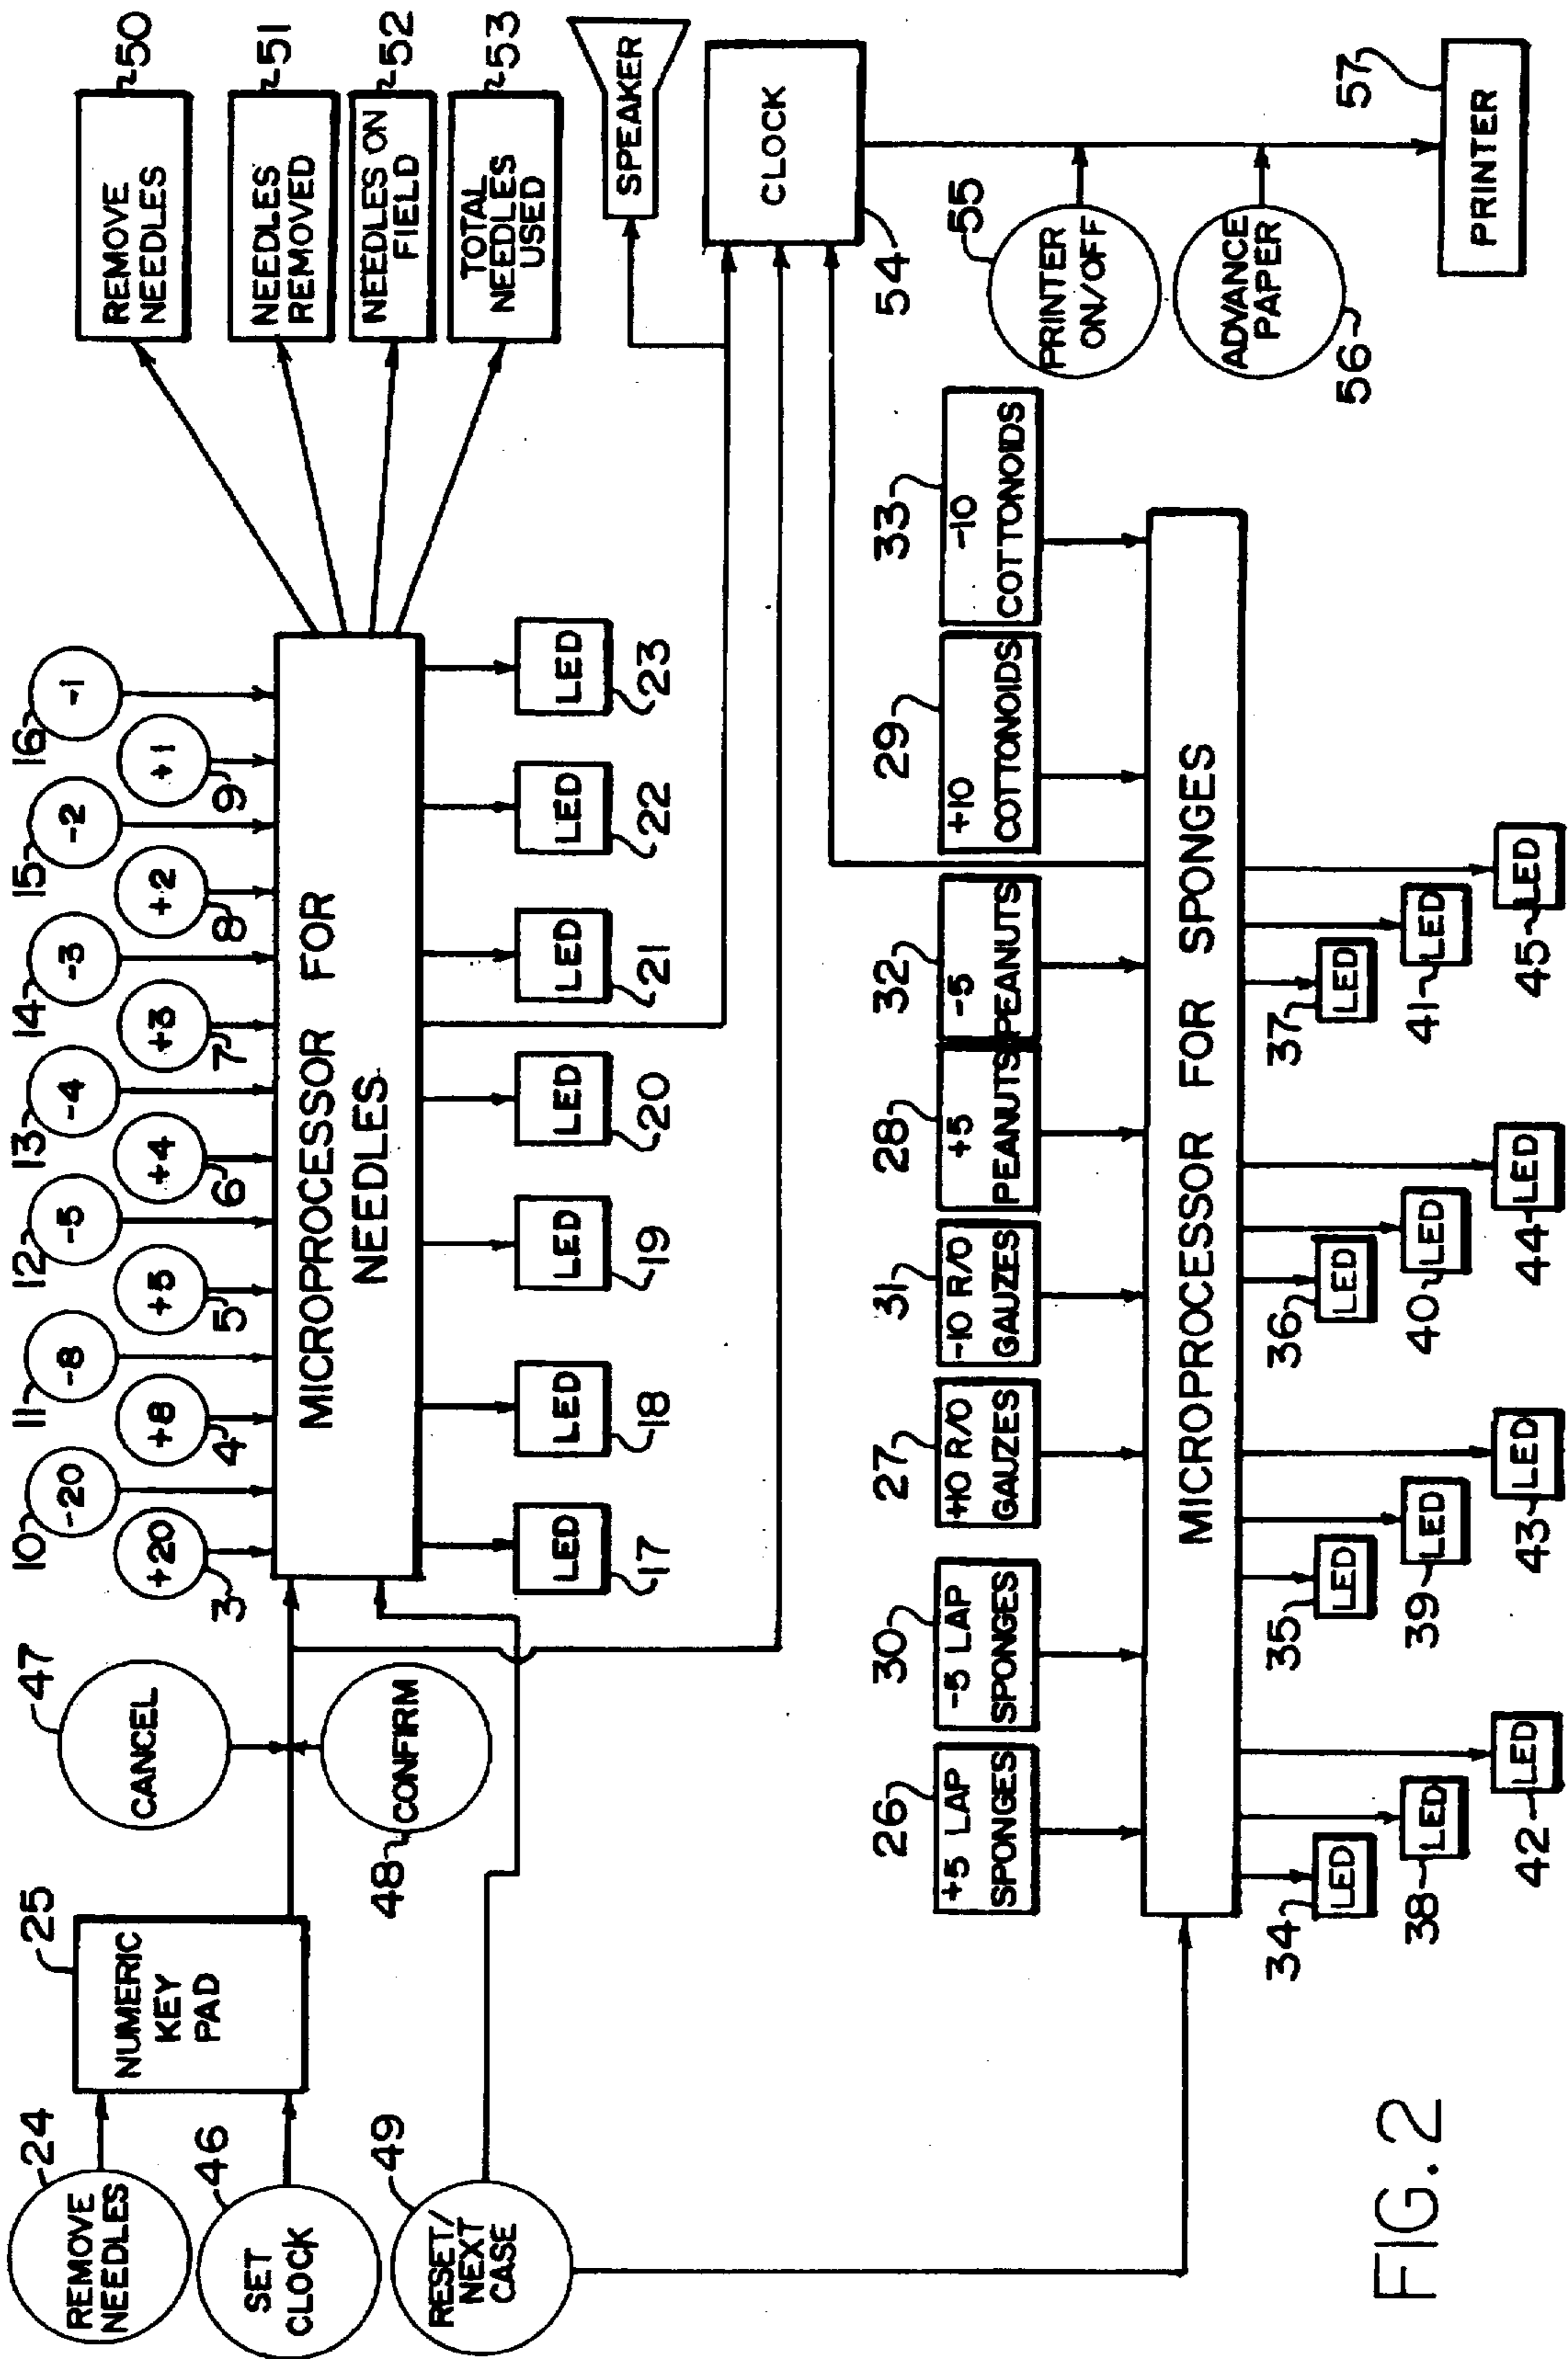 24
REMOVE
NEEDLES
46
SET
CLOCK
49
RESET/
NEXT
CASE
25
NUMERIC
KEY
PAD
47
CANCEL
48
CONFIRM
10
-20
11
-8
12
-5
13
-4
14
-3
15
-2
16
-1
+20
3
+8
4
+5
5
+4
6
+3
7
+2
8
+1
9
MICROPROCESSOR FOR
NEEDLES
LED
17
LED
18
LED
19
LED
20
LED
21
LED
22
LED
23
REMOVE
NEEDLES
50
NEEDLES
REMOVED
51
NEEDLES ON
FIELD
52
TOTAL
NEEDLES
USED
53
SPEAKER
CLOCK
54
55
PRINTER
ON/OFF
ADVANCE
PAPER
56
57
PRINTER
26
+5 LAP
SPONGES
30
-5 LAP
SPONGES
27
+10 R/O
GAUZES
31
-10 R/O
GAUZES
28
+5
PEANUTS
32
-5
PEANUTS
29
+10
COTTONOIDS
33
-10
COTTONOIDS
MICROPROCESSOR FOR SPONGES
34
LED
38
LED
42
LED
35
LED
39
LED
43
LED
36
LED
40
LED
44
LED
37
LED
41
LED
45
LED
FIG. 2